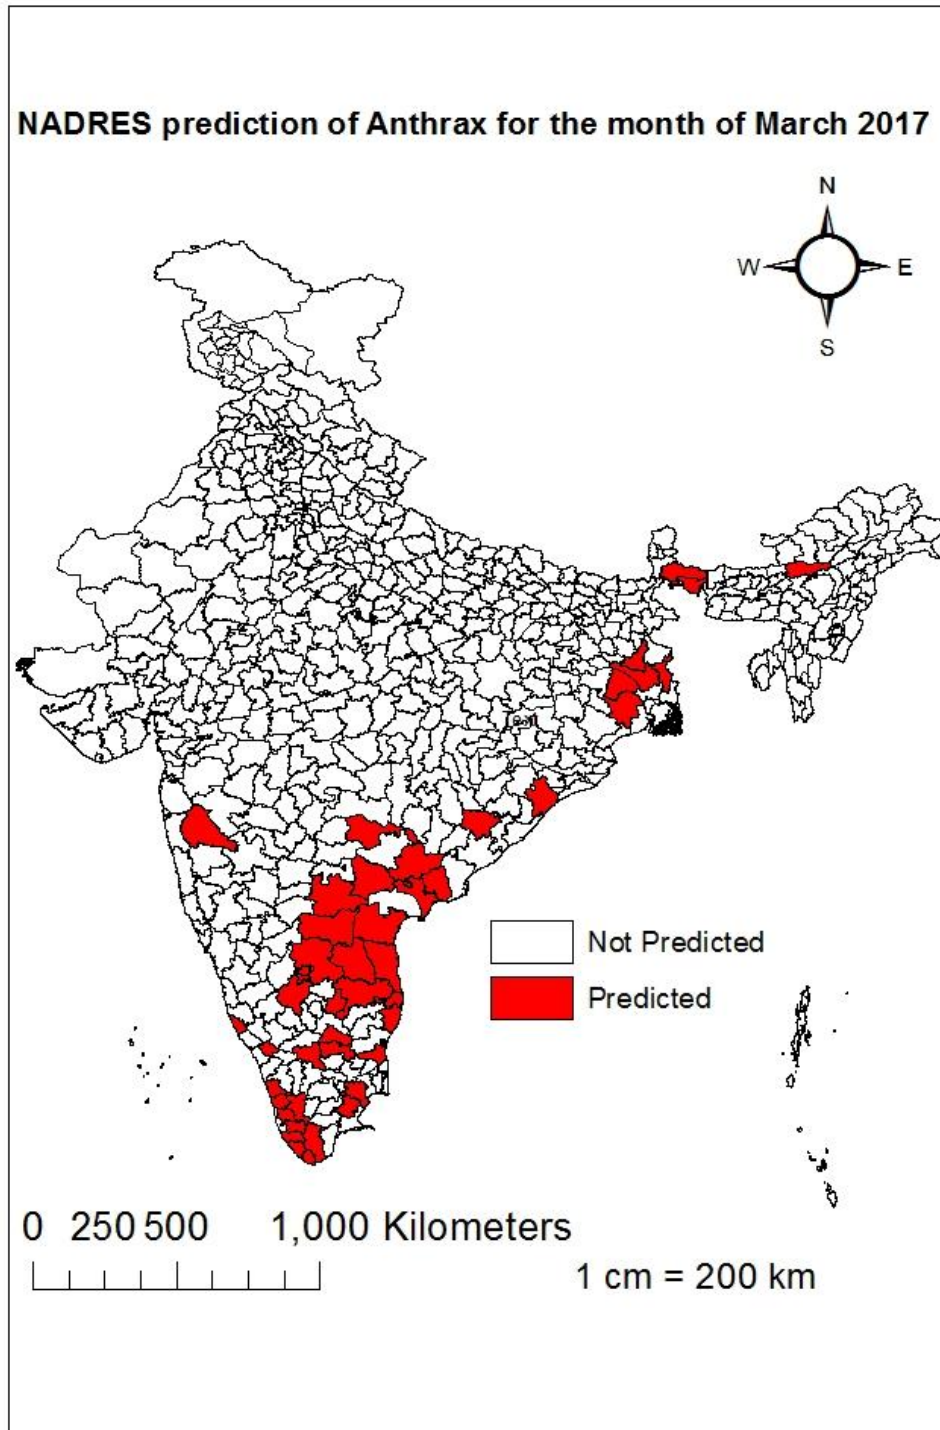 NADRES prediction of Anthrax for the month of March 2017
N
W E
S
Not Predicted
Predicted
0 250 500 1,000 Kilometers
1 cm = 200 km